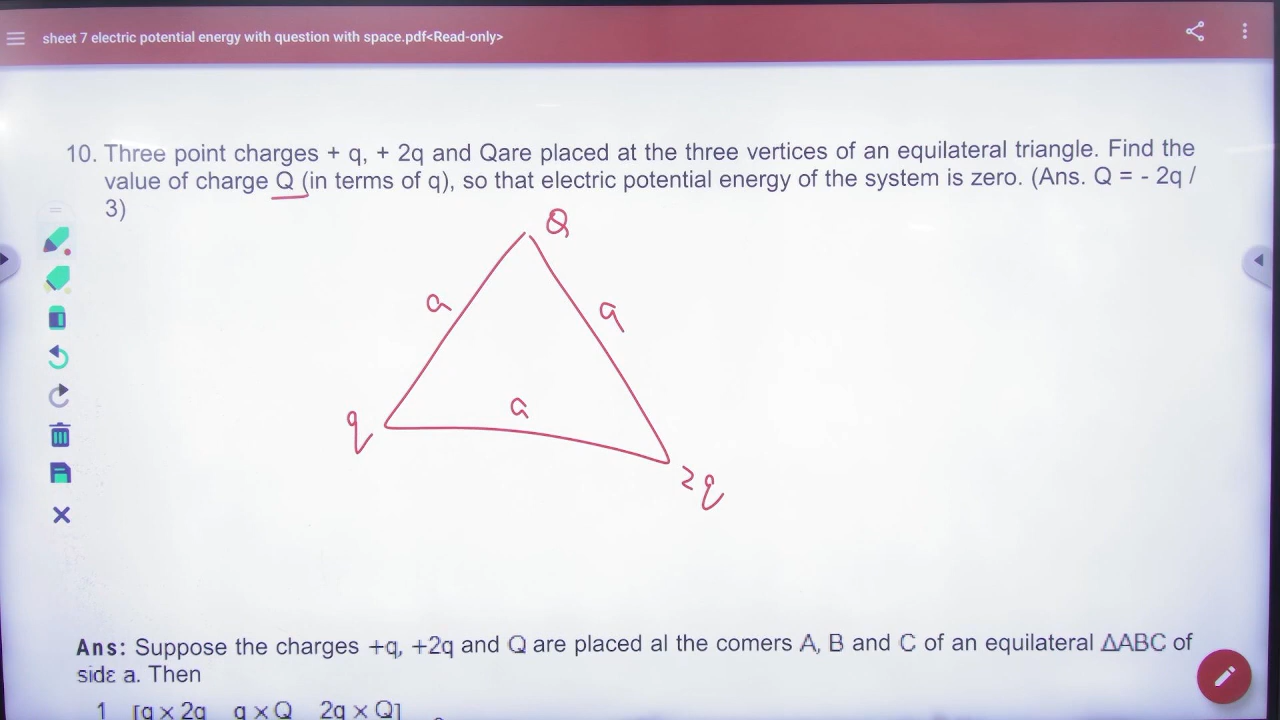 sheet 7 electric potential energy with question with space.pdf<Read-only>
10. Three point charges + q, + 2q and Qare placed at the three vertices of an equilateral triangle. Find the
value of charge Q (in terms of q), so that electric potential energy of the system is zero. (Ans. Q = - 2q /
3)
Q
a
a
a
q
2q
Ans: Suppose the charges +q, +2q and Q are placed al the comers A, B and C of an equilateral ΔABC of
side a. Then
1 [q × 2q q × Q 2q × Q]